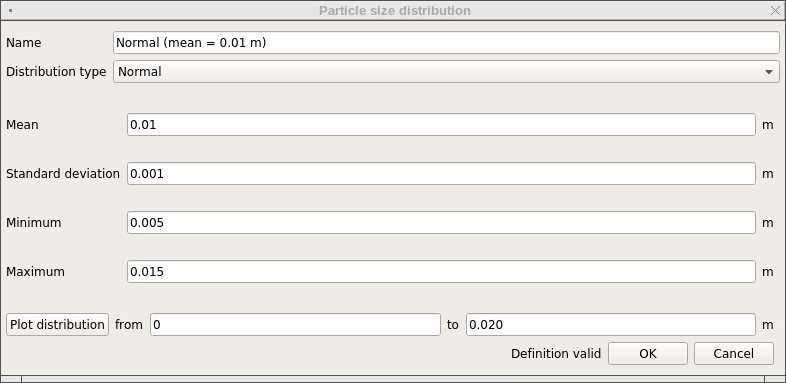 Particle size distribution
Name Normal (mean = 0.01 m)
Distribution type Normal
Mean 0.01 m
Standard deviation 0.001 m
Minimum 0.005 m
Maximum 0.015 m
Plot distribution from 0 to 0.020 m
Definition valid OK Cancel